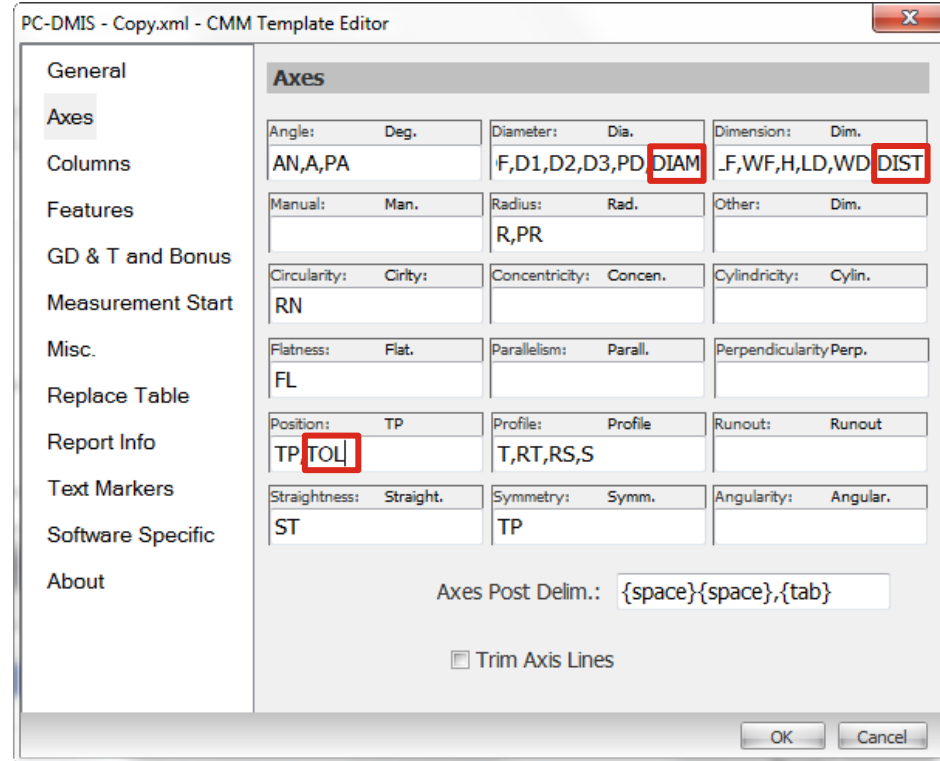 PC-DMIS - Copy.xml - CMM Template Editor
General
Axes
Columns
Features
GD & T and Bonus
Measurement Start
Misc.
Replace Table
Report Info
Text Markers
Software Specific
About
Axes
Angle: Deg. Diameter: Dia. Dimension: Dim.
AN,A,PA F,D1,D2,D3,PD,DIAM _F,WF,H,LD,WD,DIST
Manual: Man. Radius: Rad. Other: Dim.
R,PR
Circularity: Cirlty: Concentricity: Concen. Cylindricity: Cylin.
RN
Flatness: Flat. Parallelism: Parall. Perpendicularity Perp.
FL
Position: TP Profile: Profile Runout: Runout
TP,TOL T,RT,RS,S
Straightness: Straight. Symmetry: Symm. Angularity: Angular.
ST TP
Axes Post Delim.: {space}{space},{tab}
Trim Axis Lines
OK Cancel